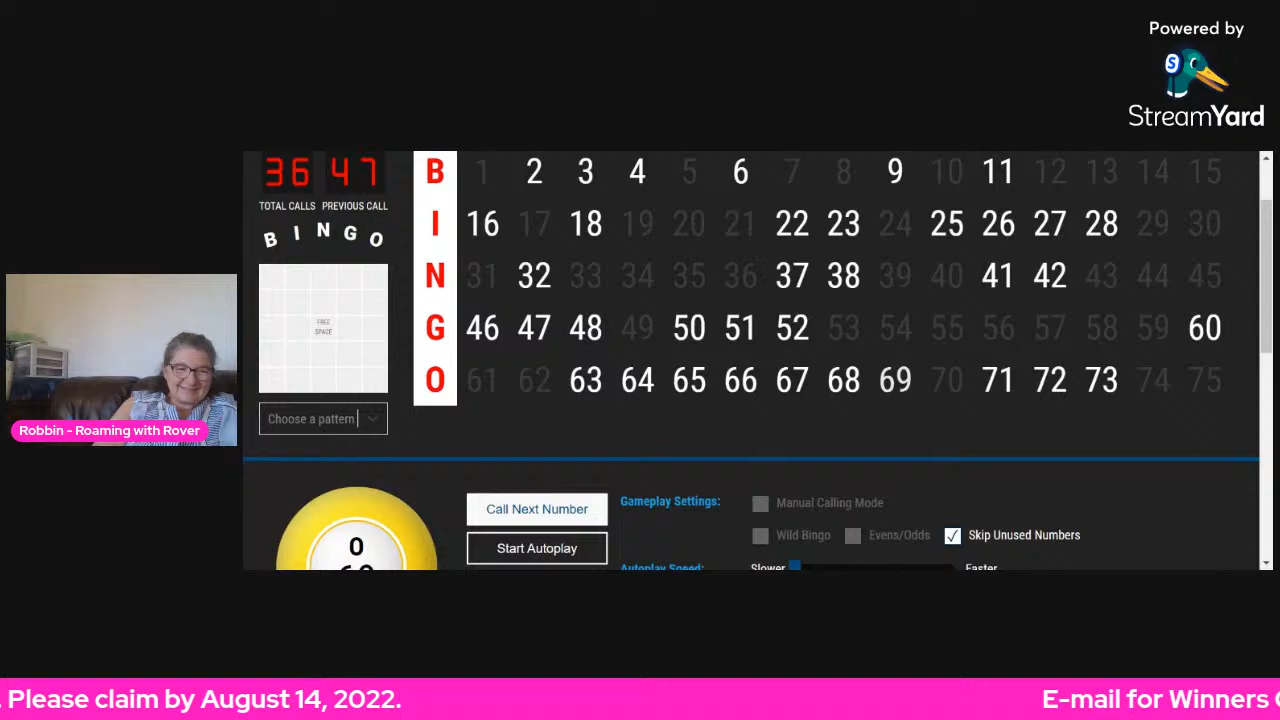 Powered by
StreamYard
36 47
TOTAL CALLS PREVIOUS CALL
BINGO
FREE
SPACE
Choose a pattern
B 1 2 3 4 5 6 7 8 9 10 11 12 13 14 15
I 16 17 18 19 20 21 22 23 24 25 26 27 28 29 30
N 31 32 33 34 35 36 37 38 39 40 41 42 43 44 45
G 46 47 48 49 50 51 52 53 54 55 56 57 58 59 60
O 61 62 63 64 65 66 67 68 69 70 71 72 73 74 75
Robbin - Roaming with Rover
O
Call Next Number
Start Autoplay
Gameplay Settings:
Manual Calling Mode
Wild Bingo Evens/Odds Skip Unused Numbers
Autoplay Speed: Slower Faster
. Please claim by August 14, 2022. E-mail for Winners